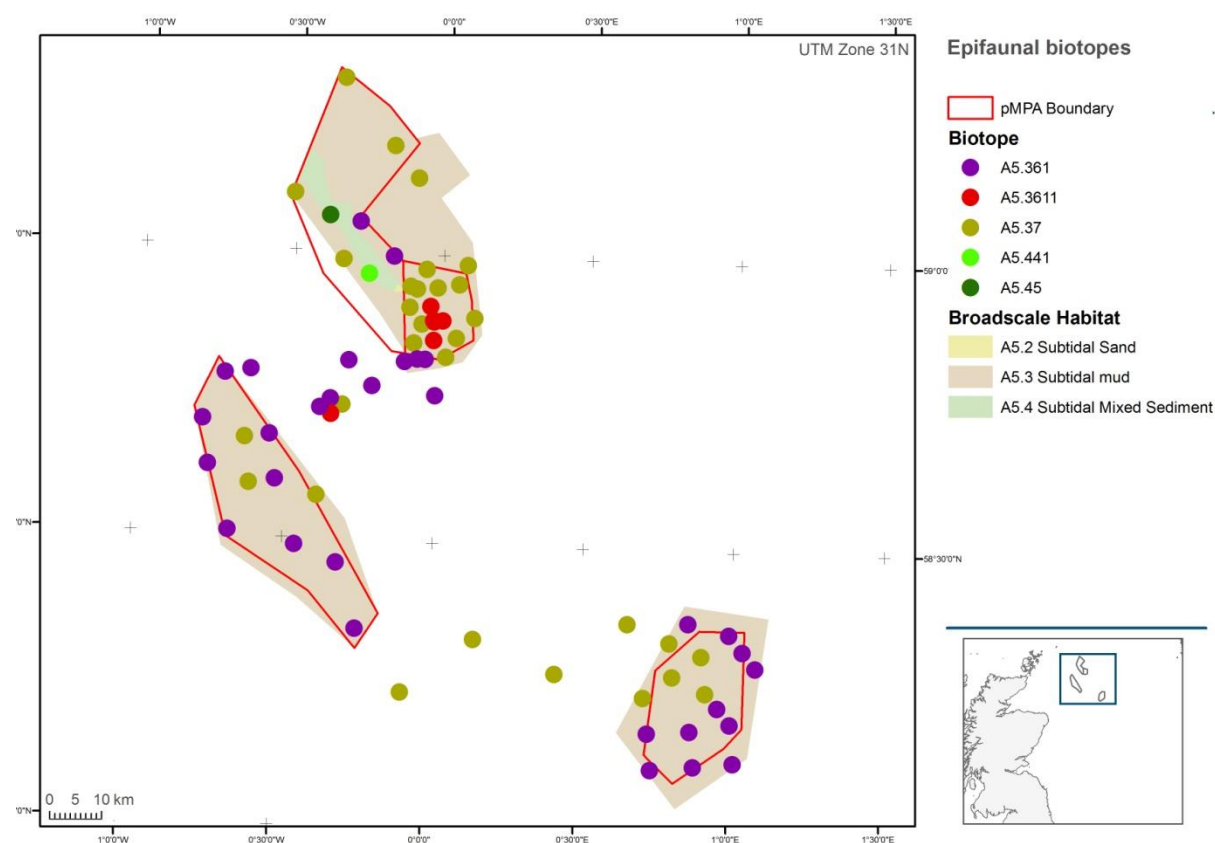 1°0'0"W 0°30'0"W 0°0'0" 0°30'0"E 1°0'0"E 1°30'0"E
UTM Zone 31N
Epifaunal biotopes
pMPA Boundary
Biotope
A5.361
A5.3611
A5.37
A5.441
A5.45
Broadscale Habitat
A5.2 Subtidal Sand
A5.3 Subtidal mud
A5.4 Subtidal Mixed Sediment
'0"N
59°0'0
'0"N
58°30'0"N
'0"N
0 5 10 km
1°0'0"W 0°30'0"W 0°0'0" 0°30'0"E 1°0'0"E 1°30'0"E